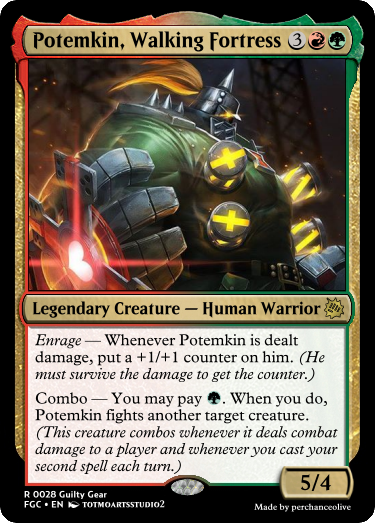 Potemkin, Walking Fortress 3
Legendary Creature — Human Warrior
Enrage — Whenever Potemkin is dealt
damage, put a +1/+1 counter on him. (He
must survive the damage to get the counter.)
Combo — You may pay . When you do,
Potemkin fights another target creature.
(This creature combos whenever it deals combat
damage to a player and whenever you cast your
second spell each turn.)
5/4
R 0028 Guilty Gear
FGC • EN TOTMOARTSSTUDIO2
Made by perchanceolive